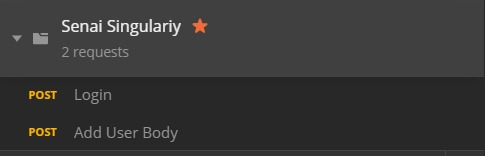 Senai Singulariy
2 requests
POST Login
POST Add User Body